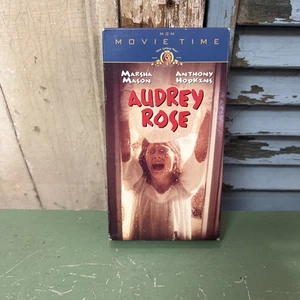 MGM
MOVIE TIME
MARSHA MASON
ANTHONY HOPKINS
AUDREY
ROSE